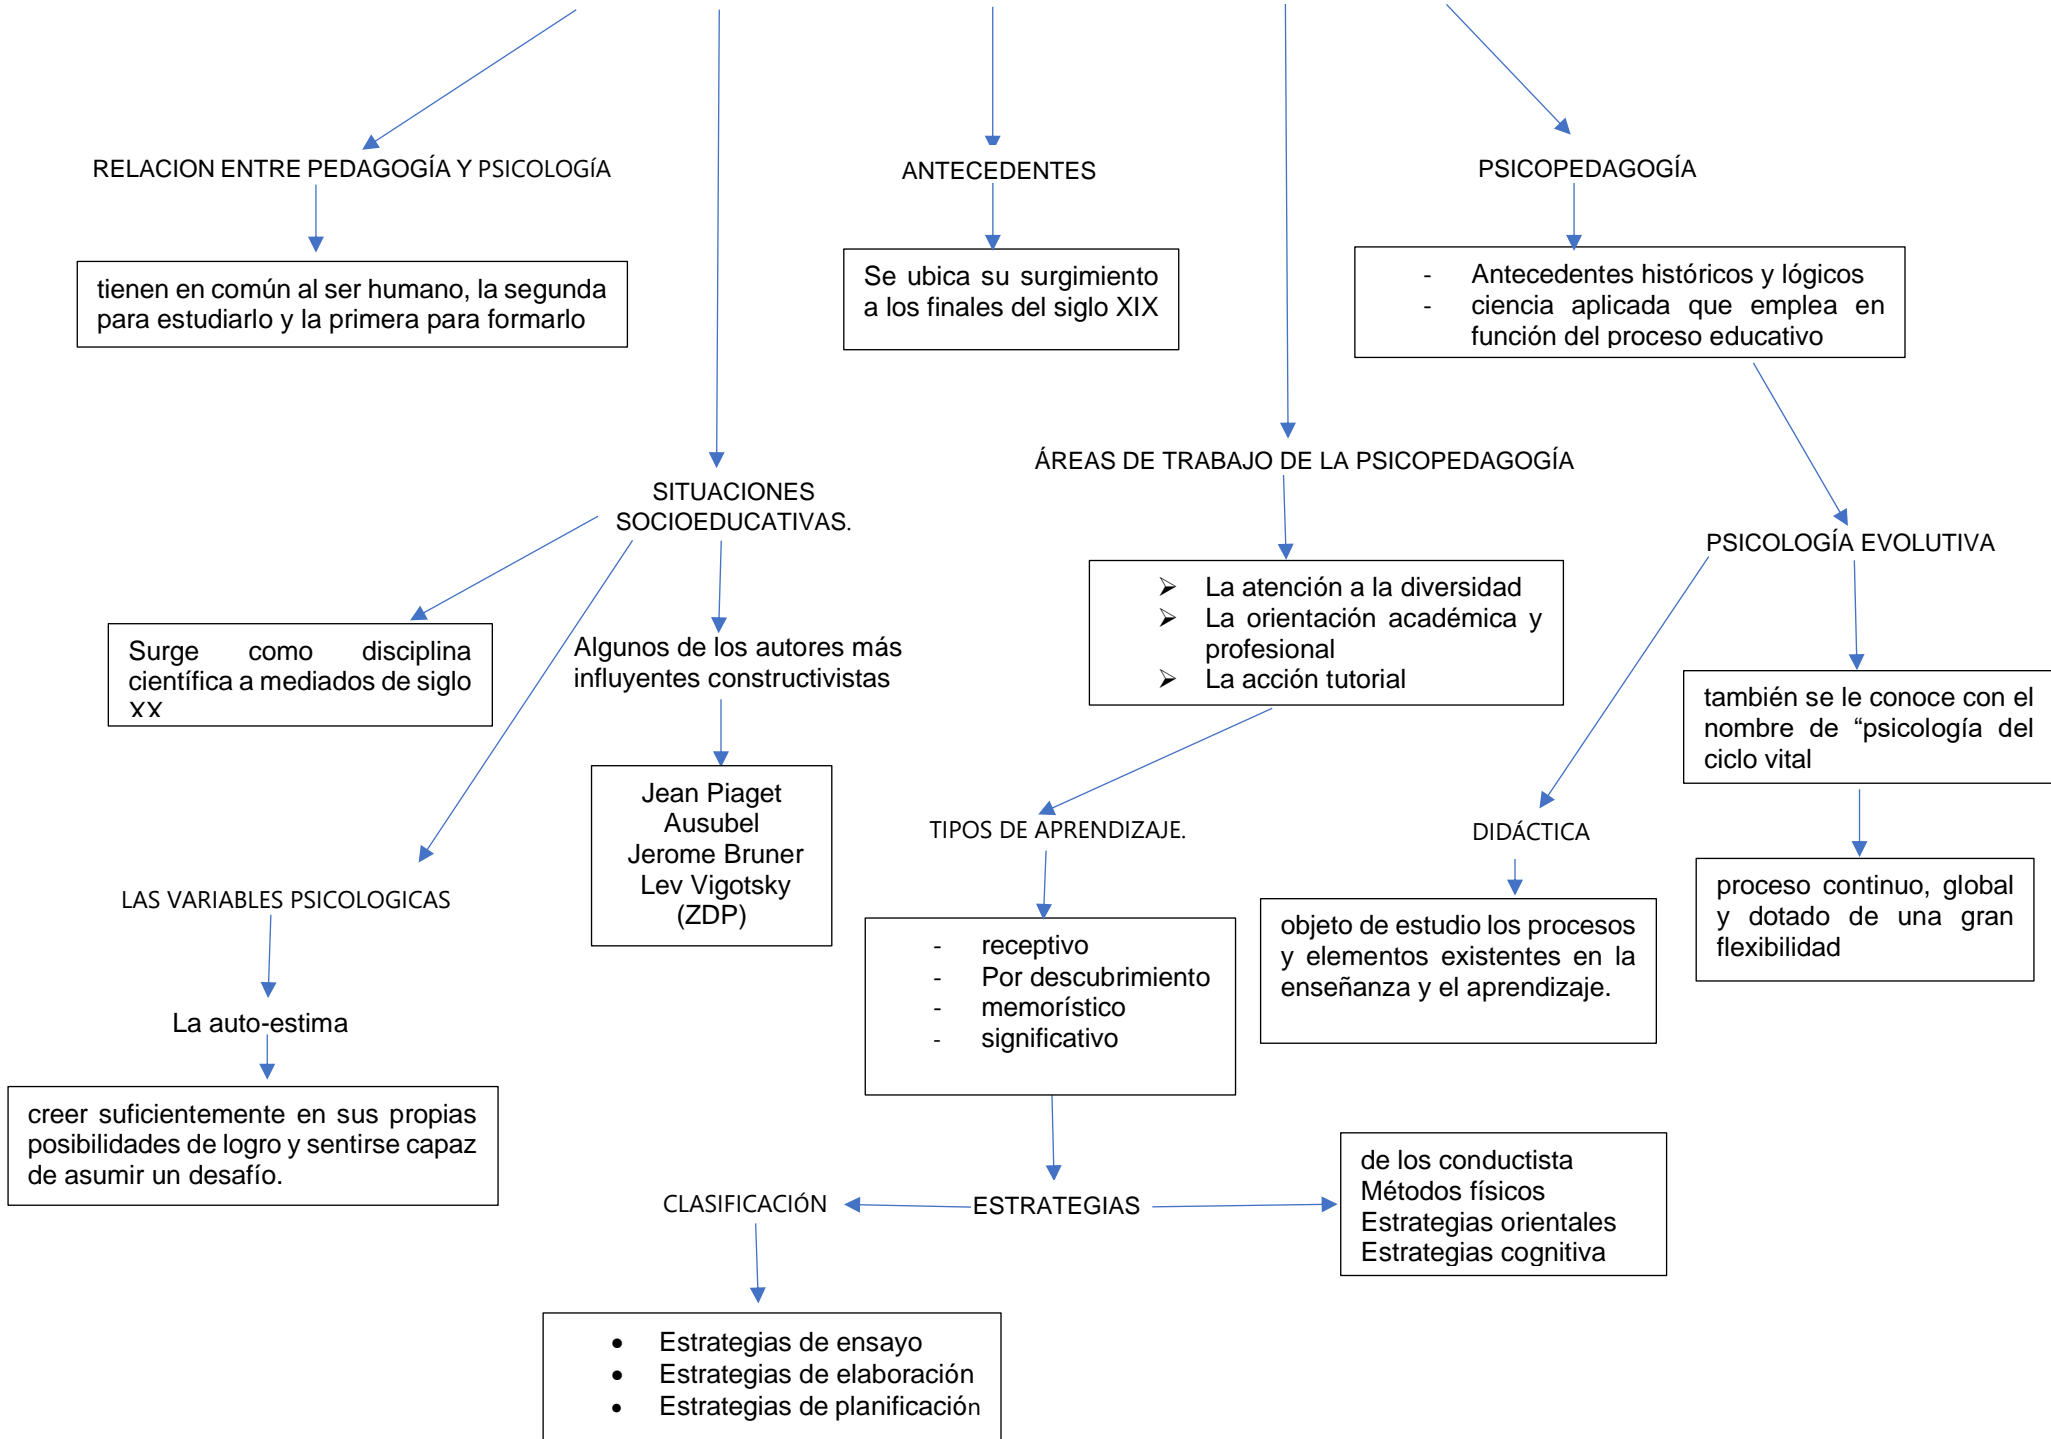 RELACION ENTRE PEDAGOGÍA Y PSICOLOGÍA
tienen en común al ser humano, la segunda
para estudiarlo y la primera para formarlo
ANTECEDENTES
Se ubica su surgimiento
a los finales del siglo XIX
PSICOPEDAGOGÍA
- Antecedentes históricos y lógicos
- ciencia aplicada que emplea en
función del proceso educativo
SITUACIONES
SOCIOEDUCATIVAS.
ÁREAS DE TRABAJO DE LA PSICOPEDAGOGÍA
PSICOLOGÍA EVOLUTIVA
Surge como disciplina
científica a mediados de siglo
XX
Algunos de los autores más
influyentes constructivistas
➢ La atención a la diversidad
➢ La orientación académica y
profesional
➢ La acción tutorial
también se le conoce con el
nombre de “psicología del
ciclo vital
Jean Piaget
Ausubel
Jerome Bruner
Lev Vigotsky
(ZDP)
TIPOS DE APRENDIZAJE.
DIDÁCTICA
LAS VARIABLES PSICOLOGICAS
proceso continuo, global
y dotado de una gran
flexibilidad
- receptivo
- Por descubrimiento
- memorístico
- significativo
objeto de estudio los procesos
y elementos existentes en la
enseñanza y el aprendizaje.
La auto-estima
creer suficientemente en sus propias
posibilidades de logro y sentirse capaz
de asumir un desafío.
CLASIFICACIÓN
ESTRATEGIAS
de los conductista
Métodos físicos
Estrategias orientales
Estrategias cognitiva
• Estrategias de ensayo
• Estrategias de elaboración
• Estrategias de planificación